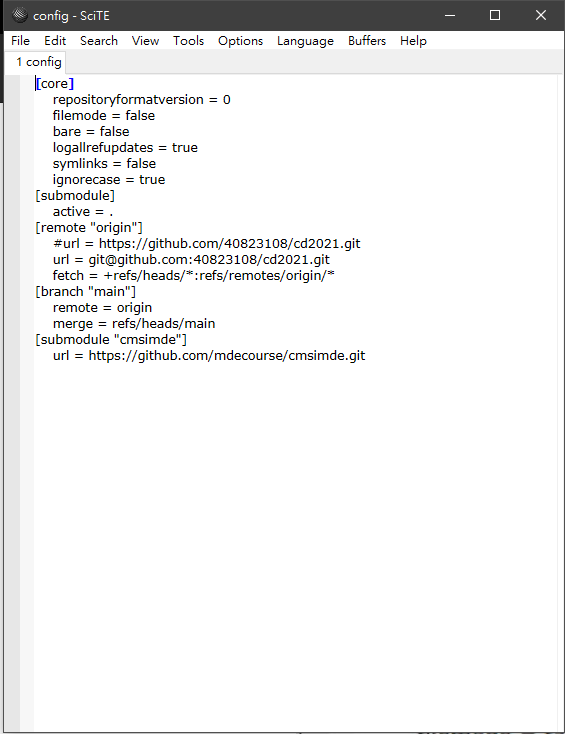 config - SciTE
File Edit Search View Tools Options Language Buffers Help
1 config
[core]
repositoryformatversion = 0
filemode = false
bare = false
logallrefupdates = true
symlinks = false
ignorecase = true
[submodule]
active = .
[remote "origin"]
#url = https://github.com/40823108/cd2021.git
url = git@github.com:40823108/cd2021.git
fetch = +refs/heads/*:refs/remotes/origin/*
[branch "main"]
remote = origin
merge = refs/heads/main
[submodule "cmsimde"]
url = https://github.com/mdecourse/cmsimde.git